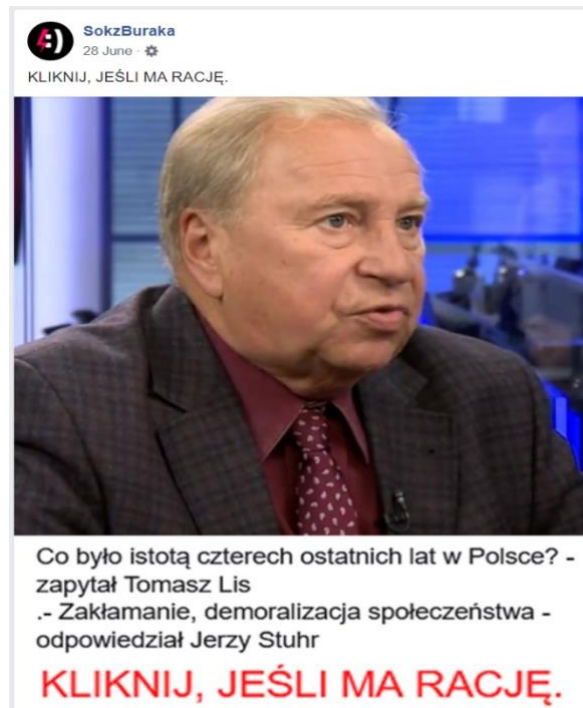 SokzBuraka
28 June ·
KLIKNIJ, JEŚLI MA RACJĘ.
Co było istotą czterech ostatnich lat w Polsce? -
zapytał Tomasz Lis
.- Zakłamanie, demoralizacja społeczeństwa -
odpowiedział Jerzy Stuhr
KLIKNIJ, JEŚLI MA RACJĘ.